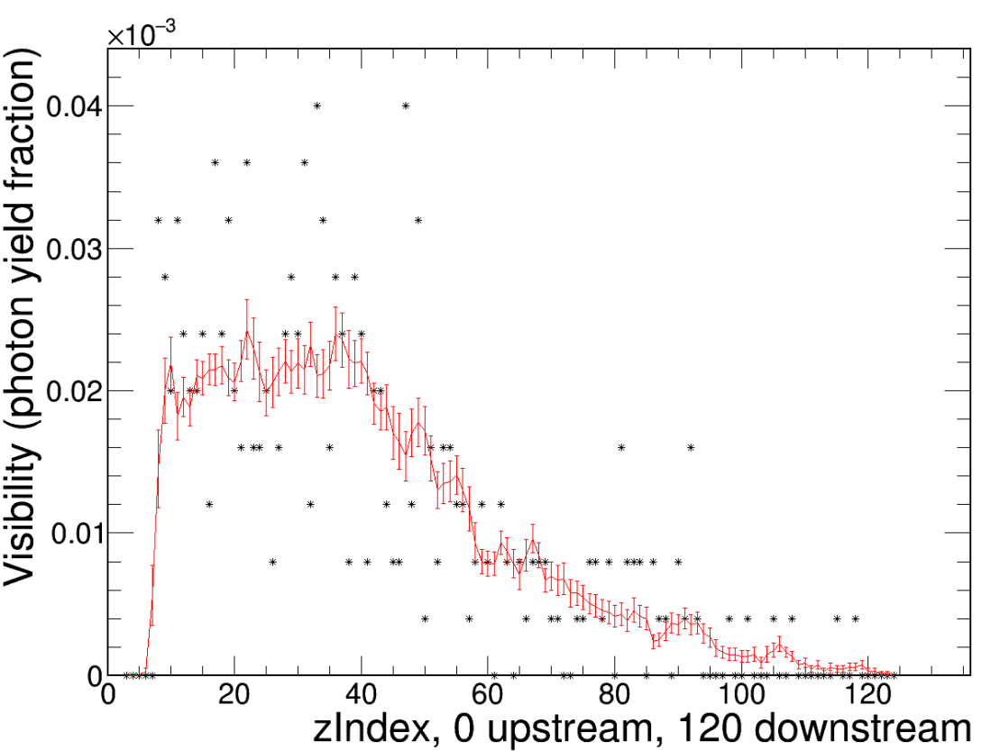 ×10⁻³
0.04
0.03
0.02
0.01
0
0 20 40 60 80 100 120
Visibility (photon yield fraction)
zIndex, 0 upstream, 120 downstream